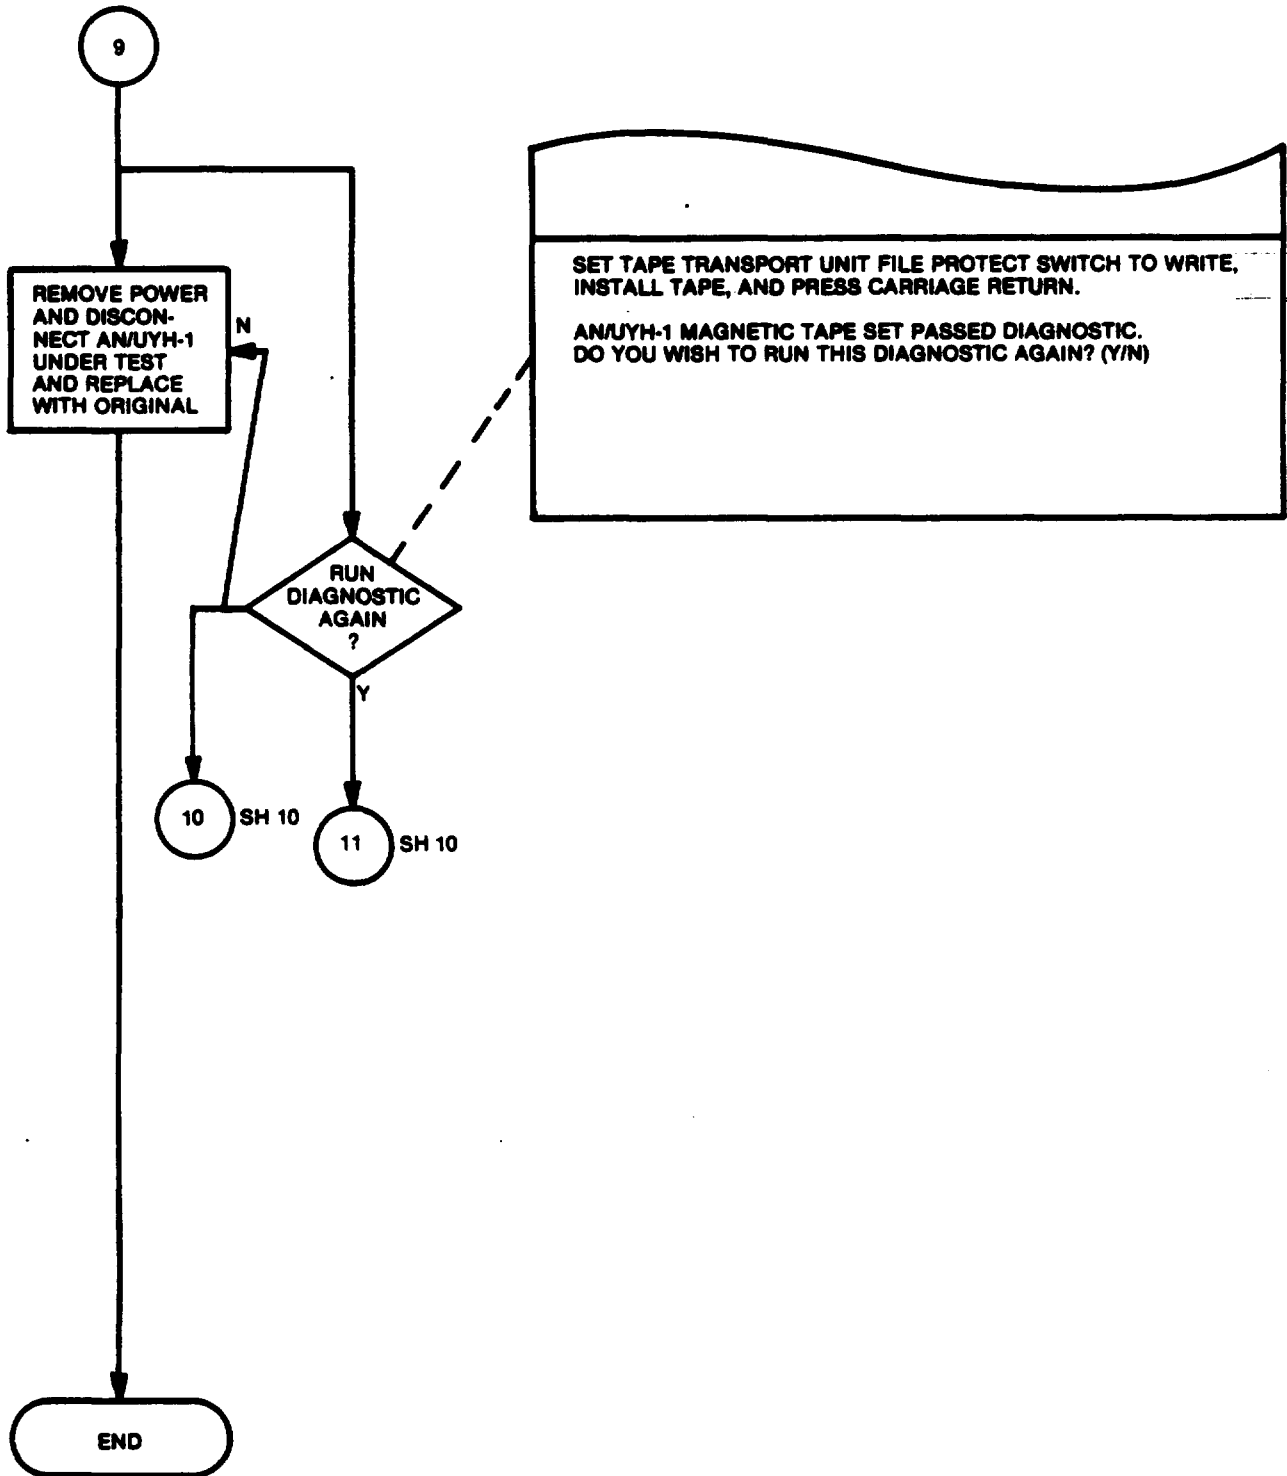 9
SET TAPE TRANSPORT UNIT FILE PROTECT SWITCH TO WRITE,
INSTALL TAPE, AND PRESS CARRIAGE RETURN.
AN/UYH-1 MAGNETIC TAPE SET PASSED DIAGNOSTIC.
DO YOU WISH TO RUN THIS DIAGNOSTIC AGAIN? (Y/N)
REMOVE POWER
AND DISCON-
NECT AN/UYH-1
UNDER TEST
AND REPLACE
WITH ORIGINAL
N
RUN
DIAGNOSTIC
AGAIN
?
Y
10 SH 10
11 SH 10
END